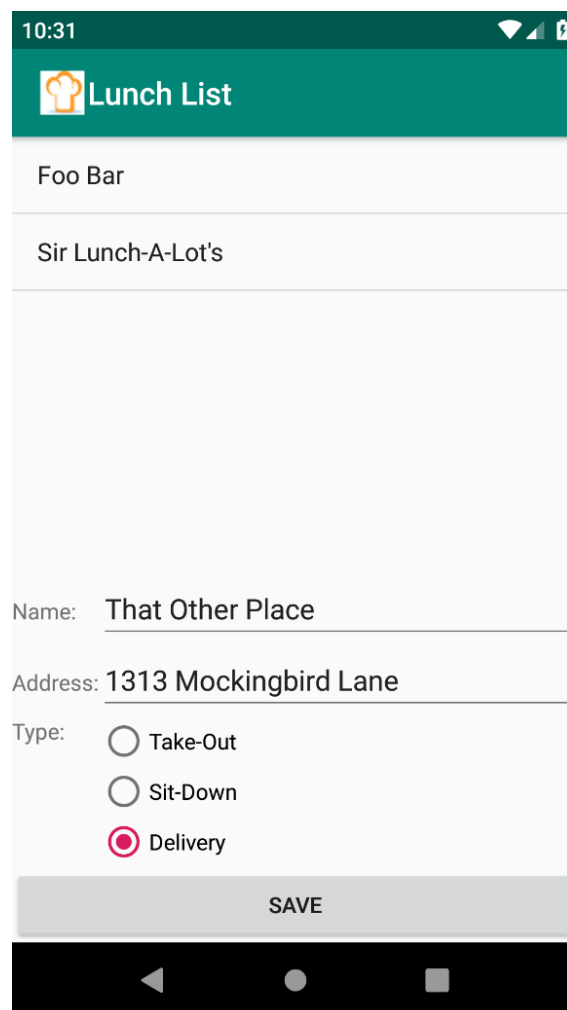 10:31
Lunch List
Foo Bar
Sir Lunch-A-Lot's
Name: That Other Place
Address: 1313 Mockingbird Lane
Type: Take-Out
Sit-Down
Delivery
SAVE